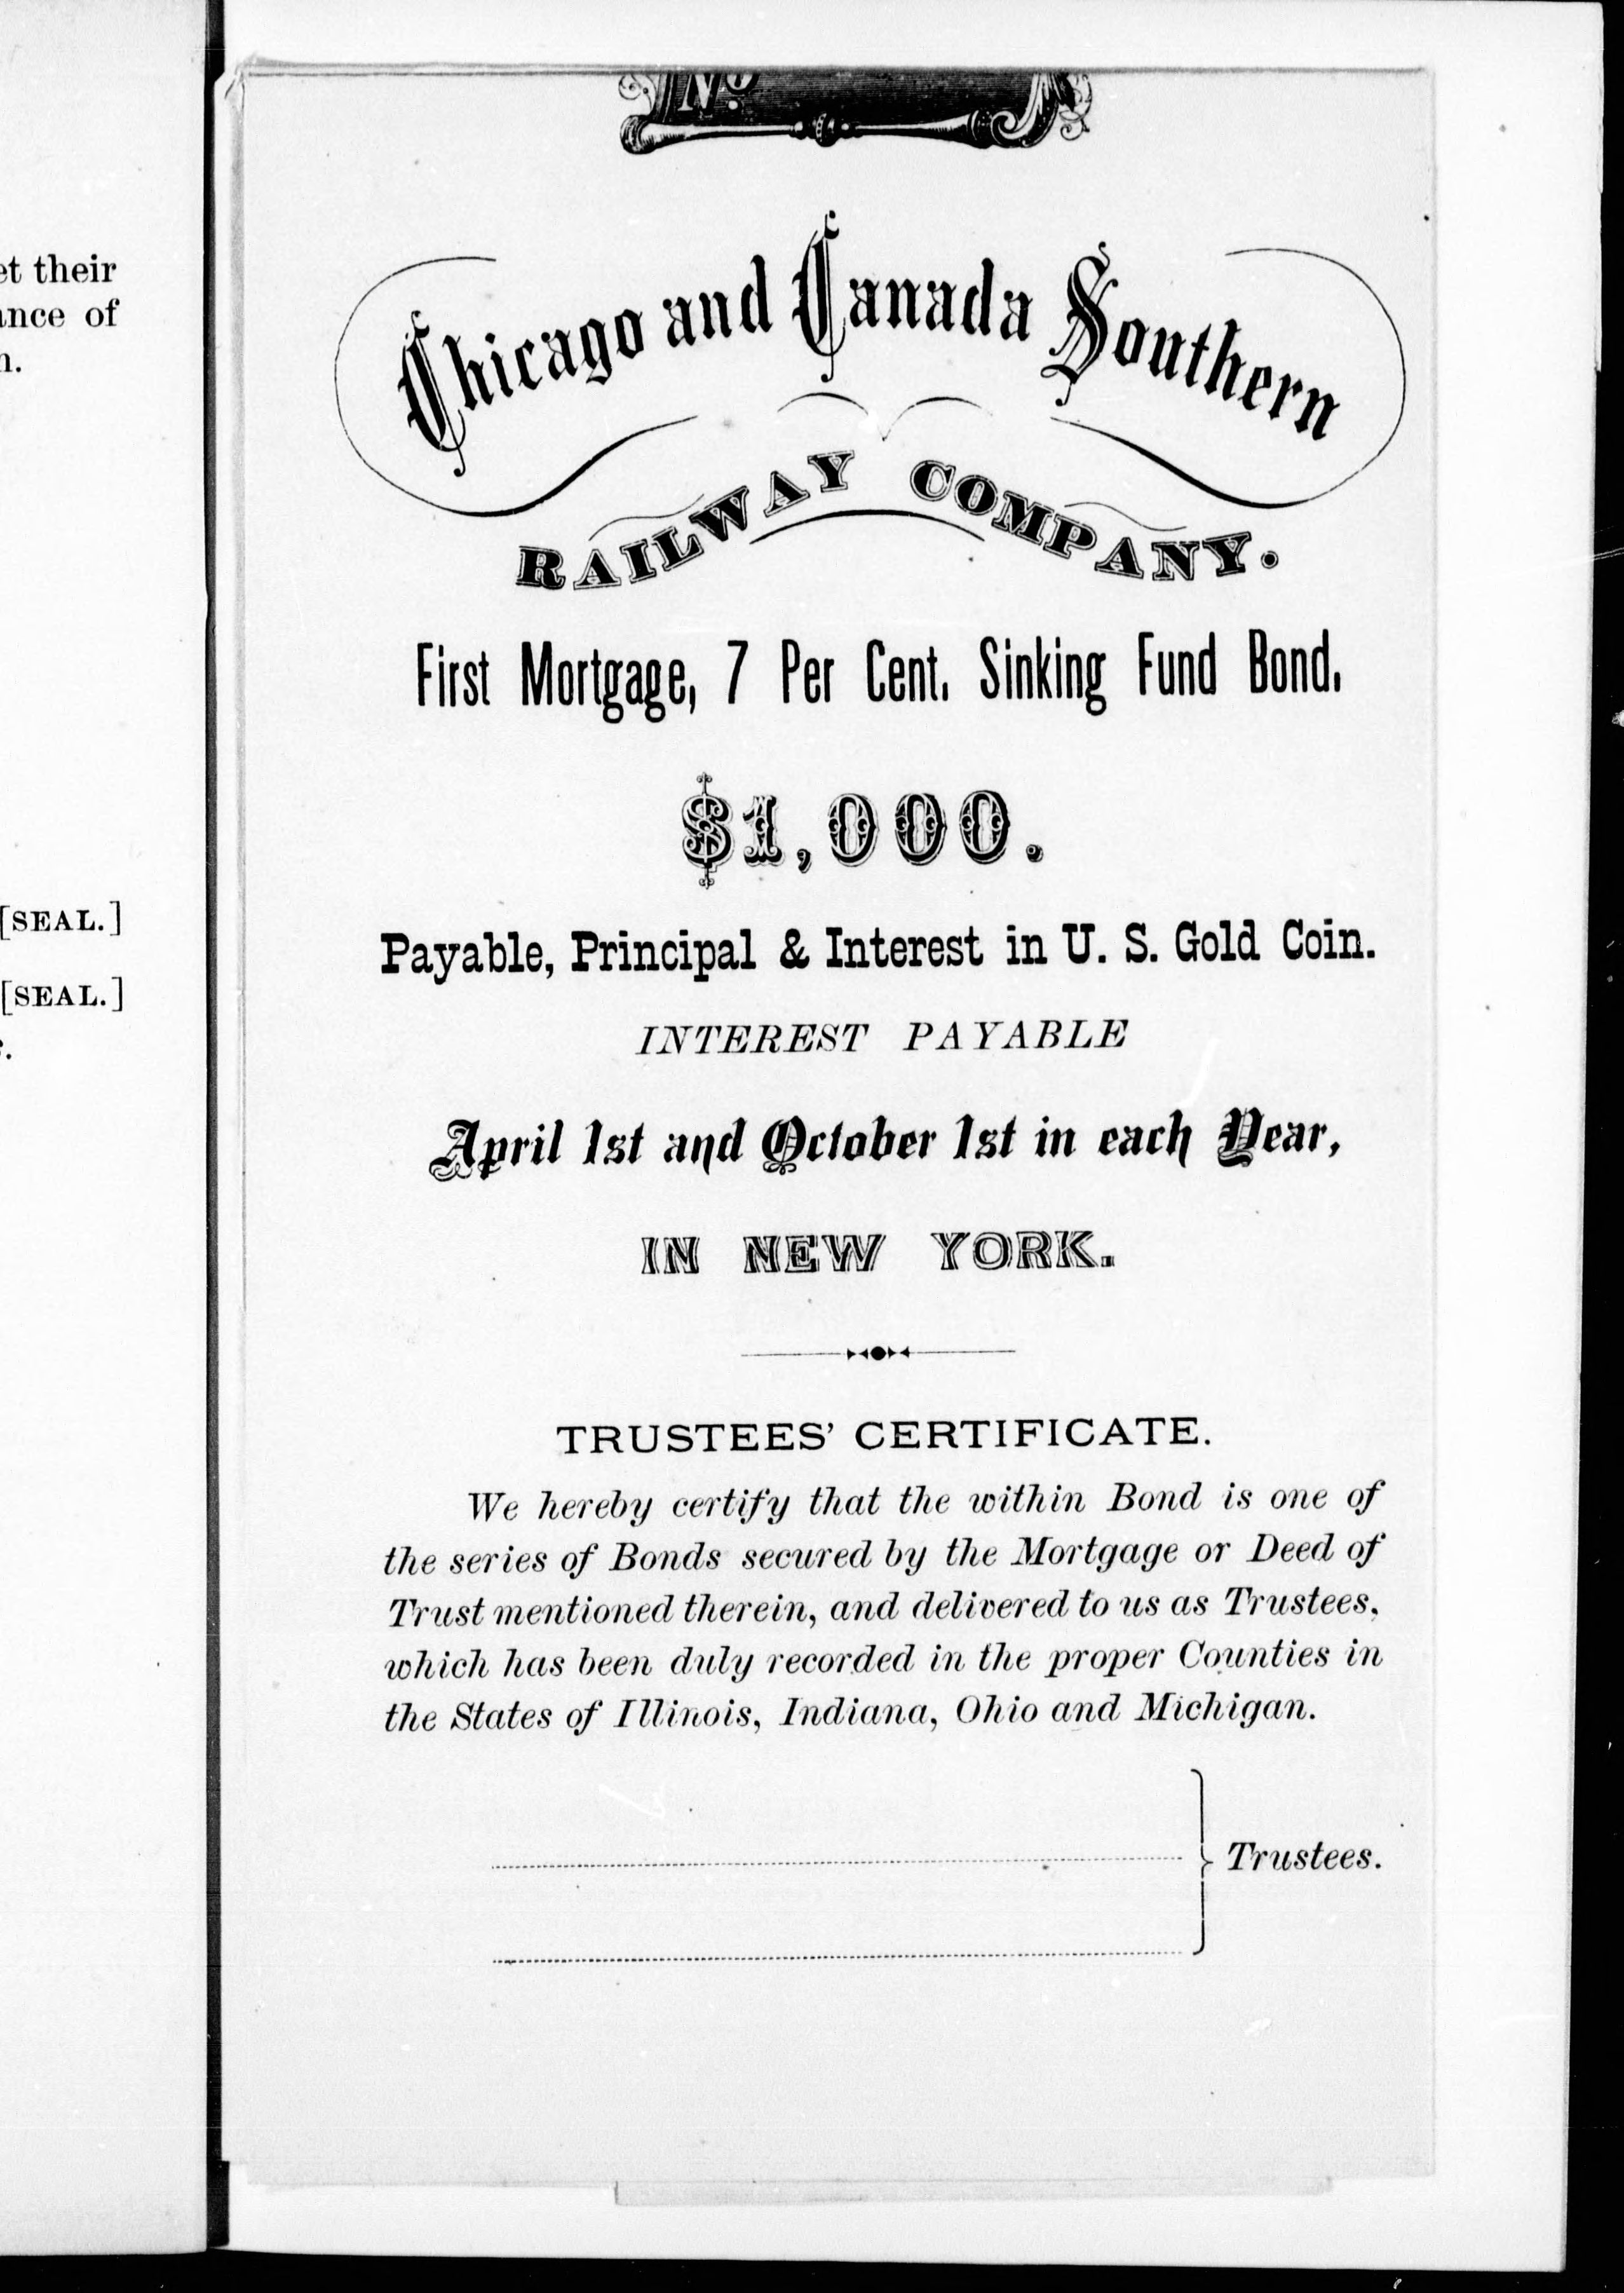 et their
of
[SEAL.]
[SEAL.]
No.
Chicago and Canada Southern
RAILWAY COMPANY.
First Mortgage, 7 Per Cent. Sinking Fund Bond.
$1,000.
Payable, Principal & Interest in U. S. Gold Coin.
INTEREST PAYABLE
April 1st and October 1st in each Year,
IN NEW YORK.
TRUSTEES' CERTIFICATE.
We hereby certify that the within Bond is one of
the series of Bonds secured by the Mortgage or Deed of
Trust mentioned therein, and delivered to us as Trustees,
which has been duly recorded in the proper Counties in
the States of Illinois, Indiana, Ohio and Michigan.
Trustees.